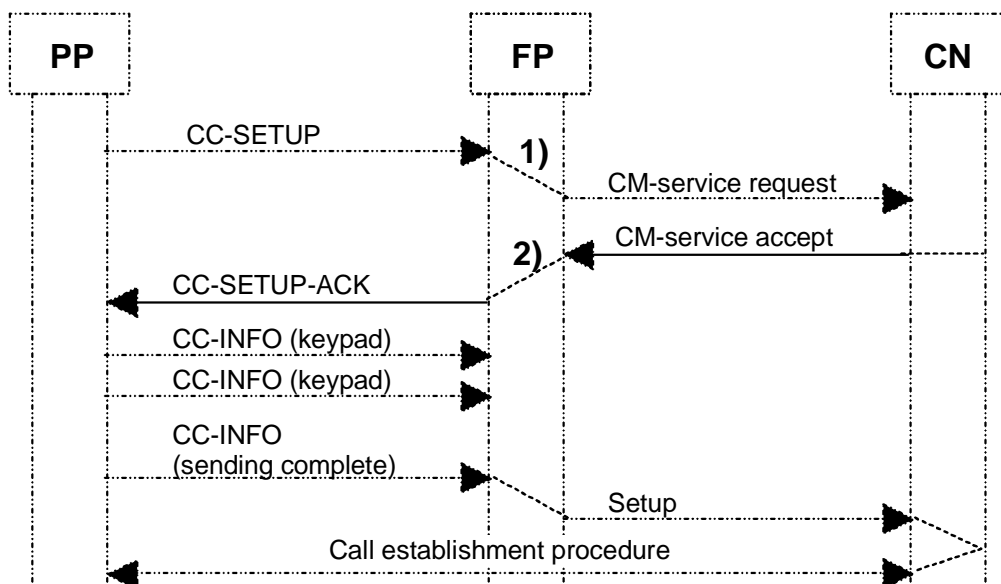 PP FP CN
CC-SETUP
1)
CM-service request
CM-service accept
2)
CC-SETUP-ACK
CC-INFO (keypad)
CC-INFO (keypad)
CC-INFO
(sending complete)
Setup
Call establishment procedure